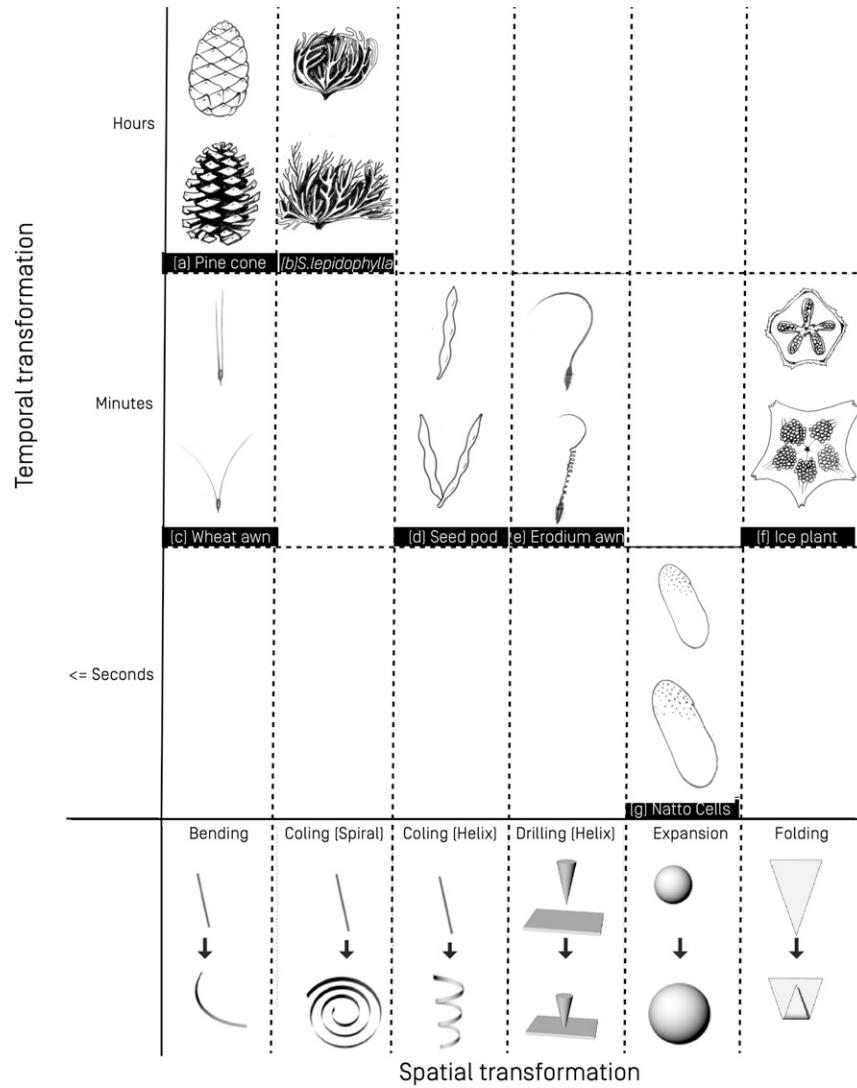 Temporal transformation
Hours
(a) Pine cone
(b)S.lepidophylla
Minutes
(c) Wheat awn
(d) Seed pod
(e) Erodium awn
(f) Ice plant
<= Seconds
(g) Natto Cells
Bending
Coling (Spiral)
Coling (Helix)
Drilling (Helix)
Expansion
Folding
Spatial transformation